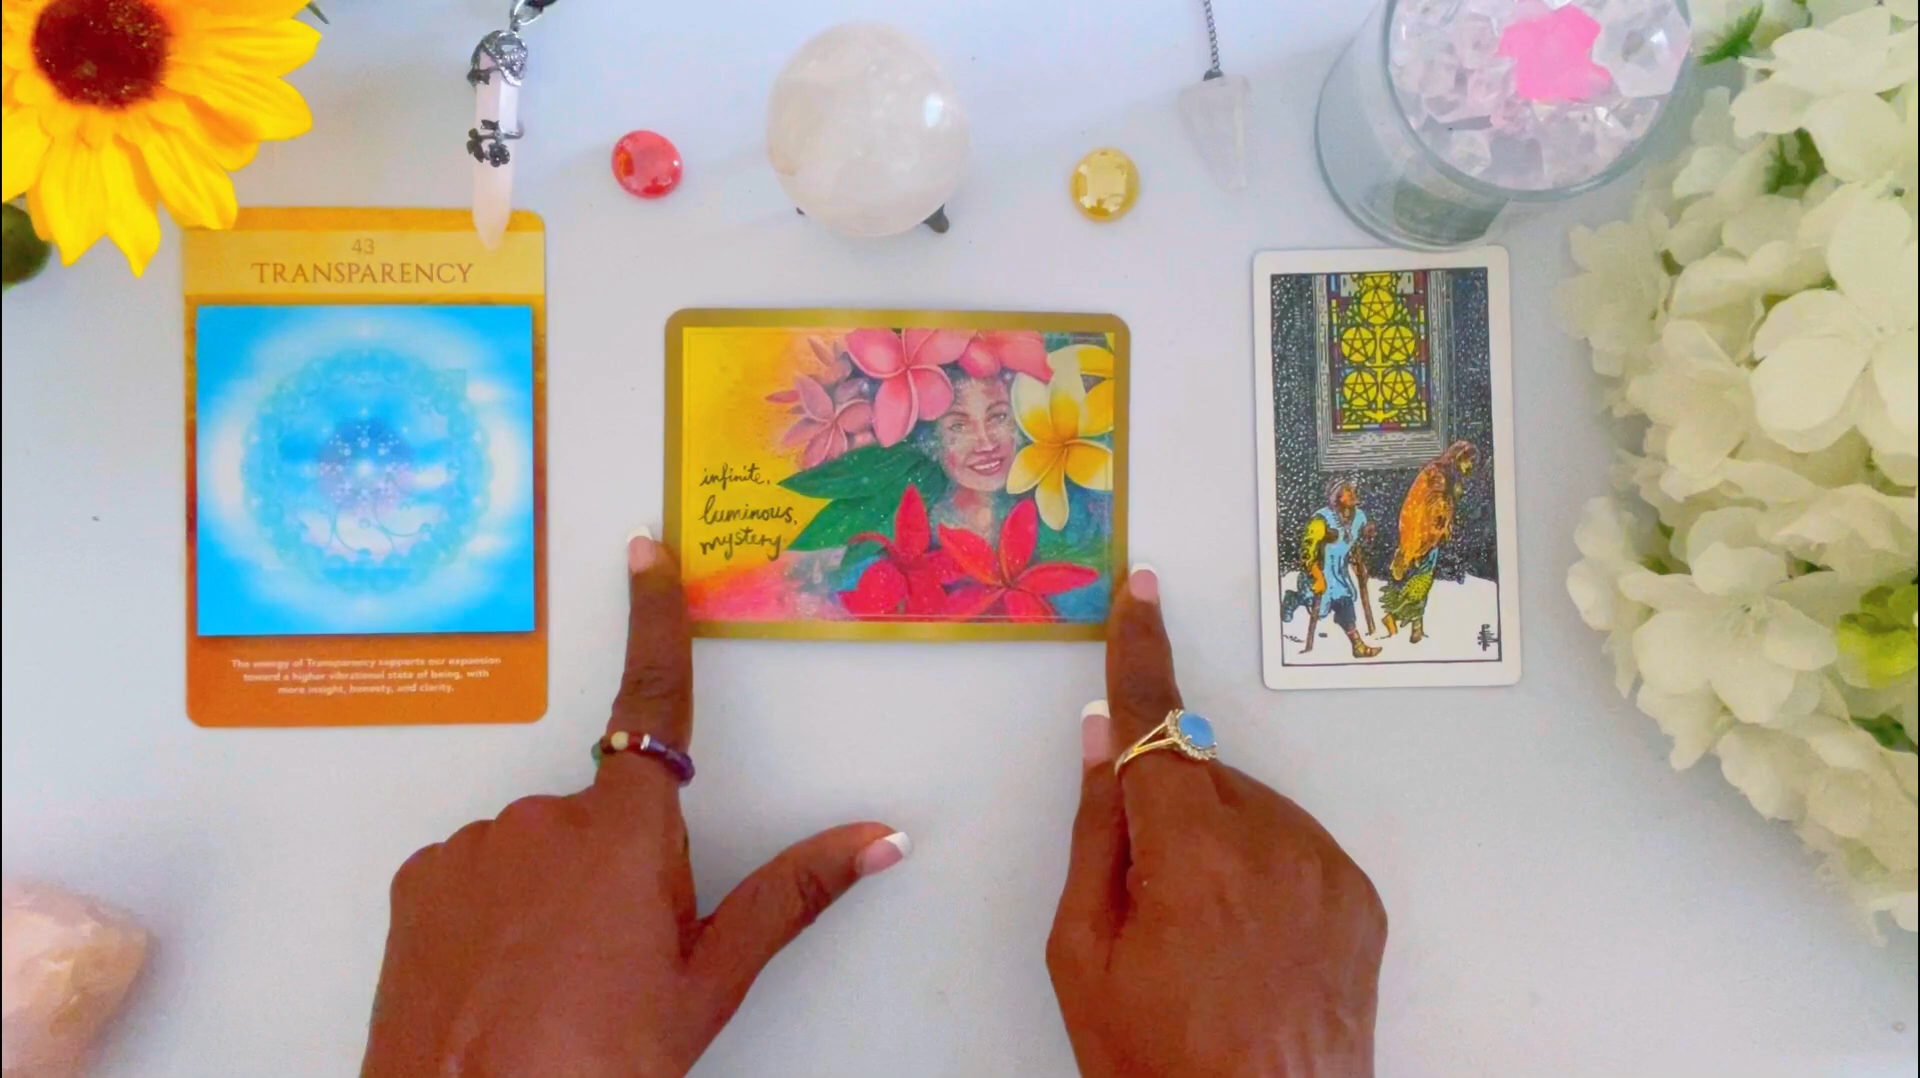 43
TRANSPARENCY
The energy of Transparency supports our expansion
toward a higher vibrational state of being, with
more insight, honesty, and clarity.
infinite,
luminous,
mystery